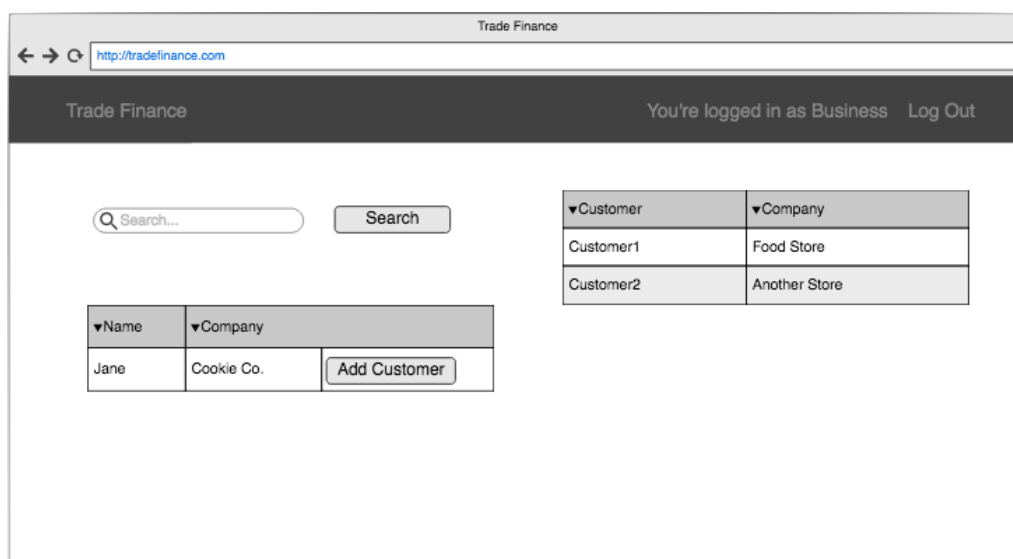 Trade Finance
http://tradefinance.com
Trade Finance
You're logged in as Business
Log Out
Search...
Search
▼Name ▼Company
Jane Cookie Co. Add Customer
▼Customer ▼Company
Customer1 Food Store
Customer2 Another Store